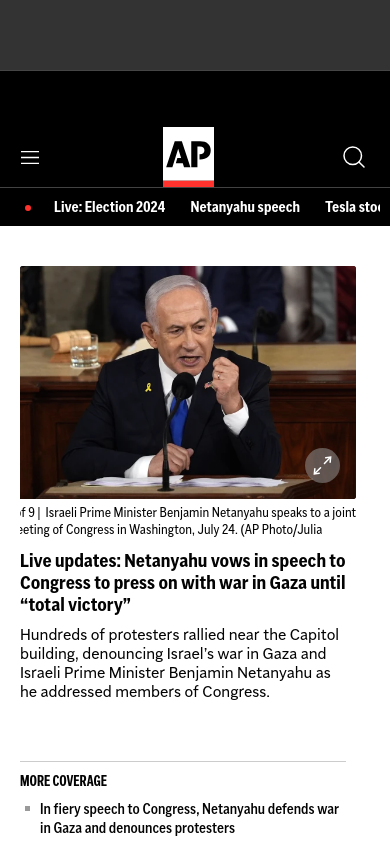 AP
Live: Election 2024 Netanyahu speech Tesla
of 9 | Israeli Prime Minister Benjamin Netanyahu speaks to a joint
eeting of Congress in Washington, July 24. (AP Photo/Julia
Live updates: Netanyahu vows in speech to
Congress to press on with war in Gaza until
“total victory”
Hundreds of protesters rallied near the Capitol
building, denouncing Israel’s war in Gaza and
Israeli Prime Minister Benjamin Netanyahu as
he addressed members of Congress.
MORE COVERAGE
In fiery speech to Congress, Netanyahu defends war
in Gaza and denounces protesters